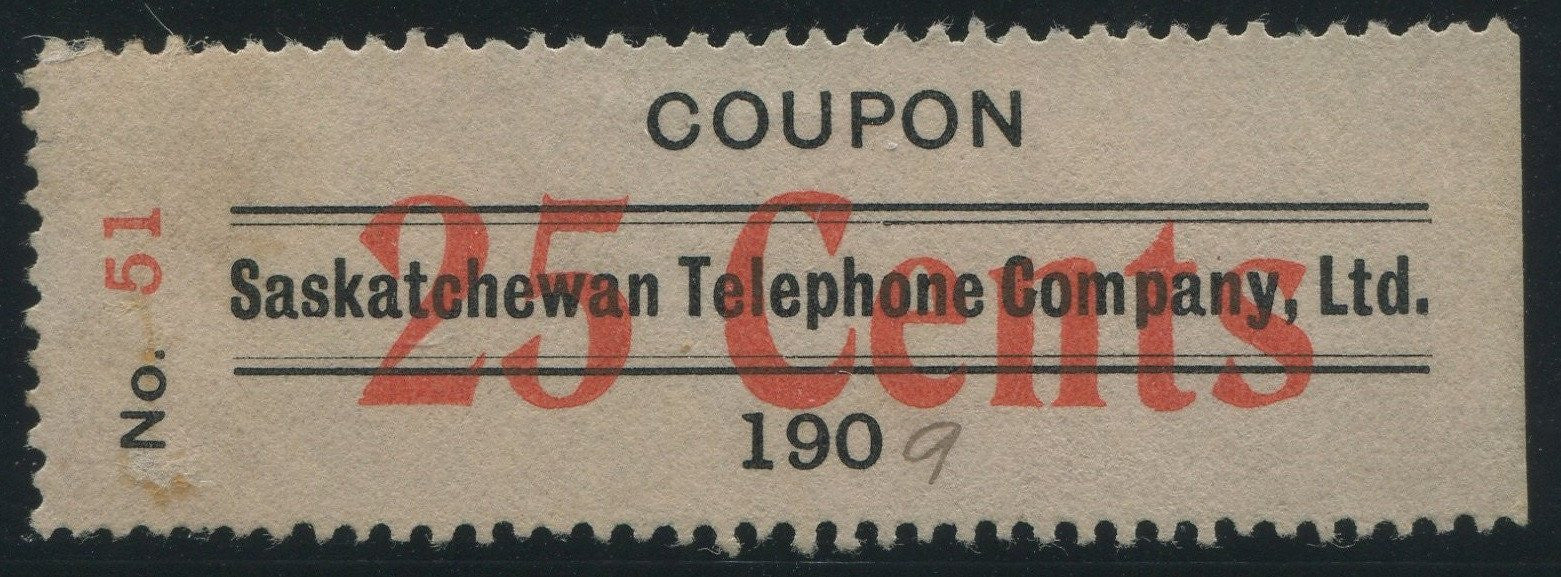 COUPON
25 Cents
Saskatchewan Telephone Company, Ltd.
1909
No. 51